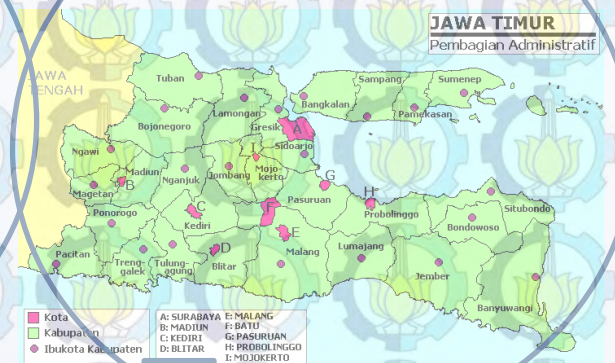 JAWA TIMUR
Pembagian Administratif
JAWA
TENGAH
Tuban
Sampang
Sumenep
Bangkalan
Pamekasan
Lamongan
Bojonegoro
Gresik
A
Sidoarjo
Ngawi
I
Madiun
Nganjuk
Jombang
Mojo-
kerto
B
Magetan
G
Pasuruan
H
Probolinggo
Situbondo
Ponorogo
C
Kediri
F
Bondowoso
E
Pacitan
Treng-
galek
Tulung-
agung
D
Blitar
Malang
Lumajang
Jember
Banyuwangi
Kota
Kabupaten
Ibukota Kabupaten
A: SURABAYA E: MALANG
B: MADIUN F: BATU
C: KEDIRI G: PASURUAN
D: BLITAR H: PROBOLINGGO
I: MOJOKERTO